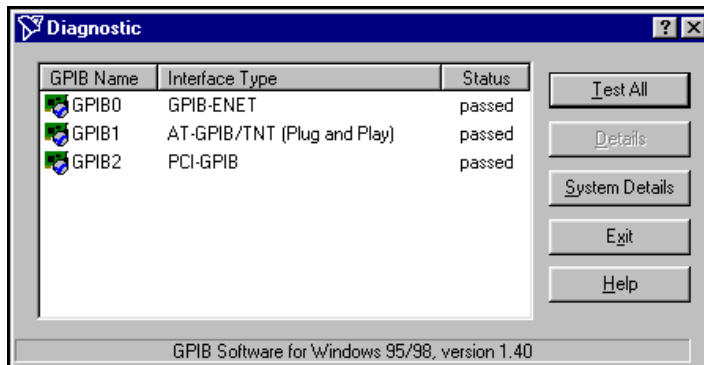 Diagnostic
GPIB Name Interface Type Status
GPIB0 GPIB-ENET passed
GPIB1 AT-GPIB/TNT (Plug and Play) passed
GPIB2 PCI-GPIB passed
Test All
Details
System Details
Exit
Help
GPIB Software for Windows 95/98, version 1.40